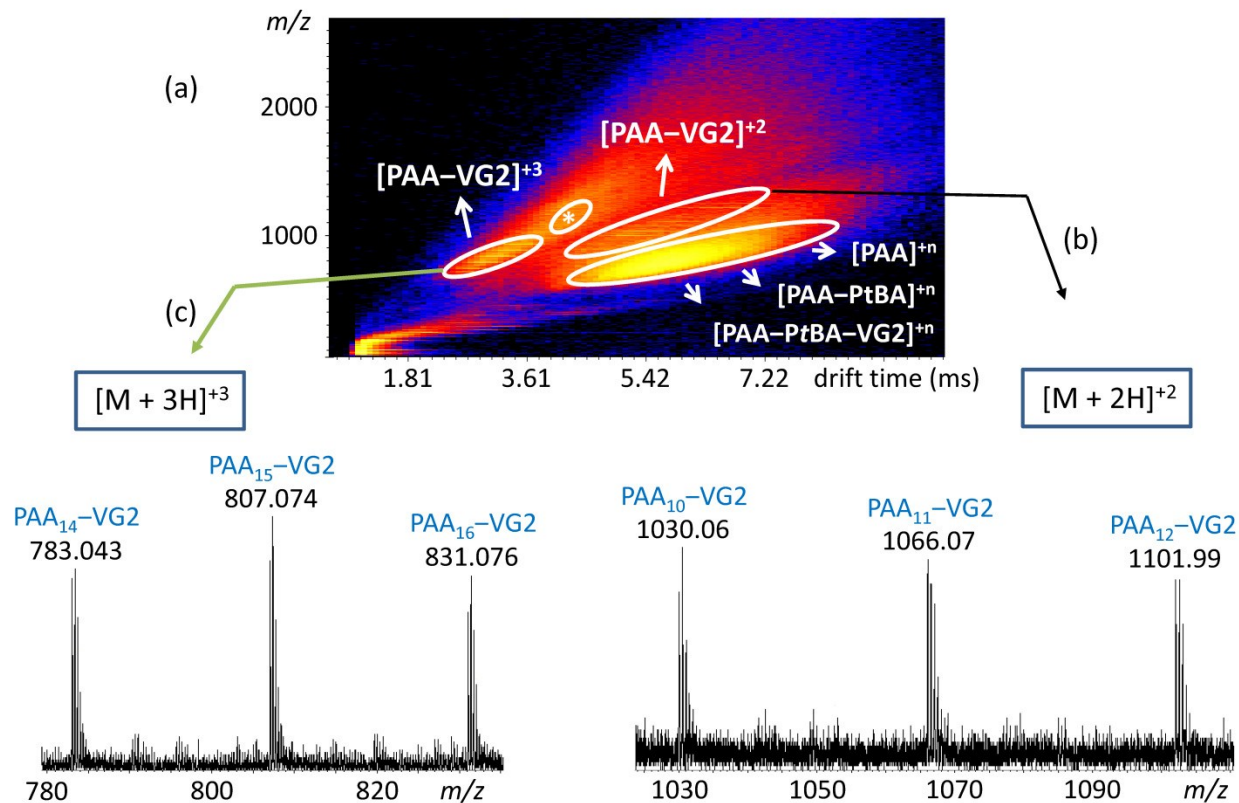 m/z
(a)
2000
1000
[PAA–VG2]⁺²
[PAA–VG2]⁺³
*
(b)
[PAA]⁺ⁿ
[PAA–PtBA]⁺ⁿ
[PAA–PtBA–VG2]⁺ⁿ
(c)
1.81 3.61 5.42 7.22 drift time (ms)
[M + 3H]⁺³
[M + 2H]⁺²
PAA₁₄–VG2
783.043
PAA₁₅–VG2
807.074
PAA₁₆–VG2
831.076
780 800 820 m/z
PAA₁₀–VG2
1030.06
PAA₁₁–VG2
1066.07
PAA₁₂–VG2
1101.99
1030 1050 1070 1090 m/z